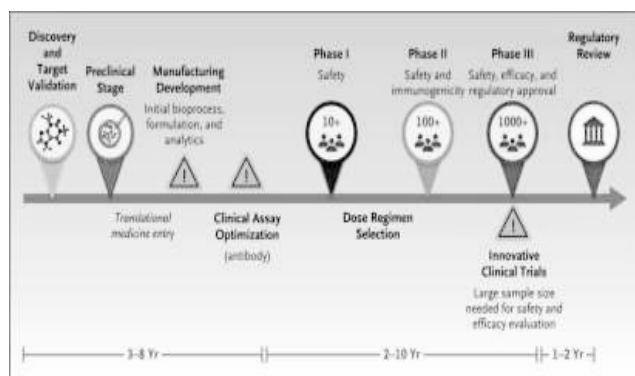 Discovery
and
Target
Validation
Preclinical
Stage
Manufacturing
Development
Initial bioprocess,
formulation, and
analytics
Phase I
Safety
Phase II
Safety and
immunogenicity
Phase III
Safety, efficacy, and
regulatory approval
Regulatory
Review
10+
100+
1000+
Translational
medicine entry
Clinical Assay
Optimization
(antibody)
Dose Regimen
Selection
Innovative
Clinical Trials
Large sample size
needed for safety and
efficacy evaluation
3–8 Yr
2–10 Yr
1–2 Yr